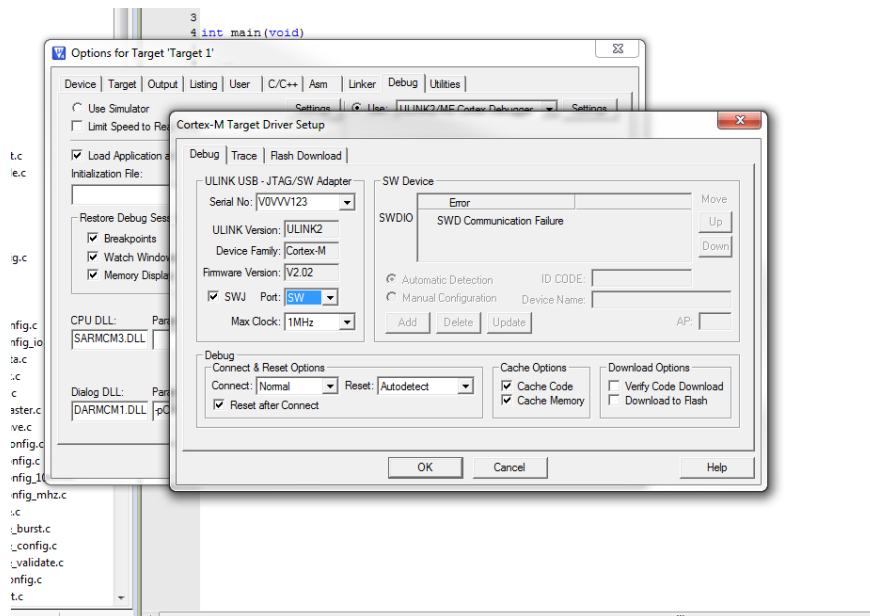 3
4 int main(void)
Options for Target 'Target 1'
Device Target Output Listing User C/C++ Asm Linker Debug Utilities
Use Simulator Settings Use: ULINK2/ME Cortex Debugger Settings
Limit Speed to Rea
Load Application a
Initialization File:
Restore Debug Sess
Breakpoints
Watch Window
Memory Displa
CPU DLL: Para
SARMCM3.DLL
Dialog DLL: Para
DARMCM1.DLL -pC
Cortex-M Target Driver Setup
Debug Trace Flash Download
ULINK USB - JTAG/SW Adapter
Serial No: V0VVV123
ULINK Version: ULINK2
Device Family: Cortex-M
Firmware Version: V2.02
SWJ Port: SW
Max Clock: 1MHz
SW Device
Error
SWDIO SWD Communication Failure
Move
Up
Down
Automatic Detection ID CODE:
Manual Configuration Device Name:
Add Delete Update AP:
Debug
Connect & Reset Options
Connect: Normal Reset: Autodetect
Reset after Connect
Cache Options
Cache Code
Cache Memory
Download Options
Verify Code Download
Download to Flash
OK Cancel Help
t.c
le.c
ig.c
nfig.c
nfig_io
ta.c
t.c
c
aster.c
ve.c
onfig.c
nfig.c
nfig_10
nfig_mhz.c
e.c
e_burst.c
e_config.c
e_validate.c
onfig.c
t.c